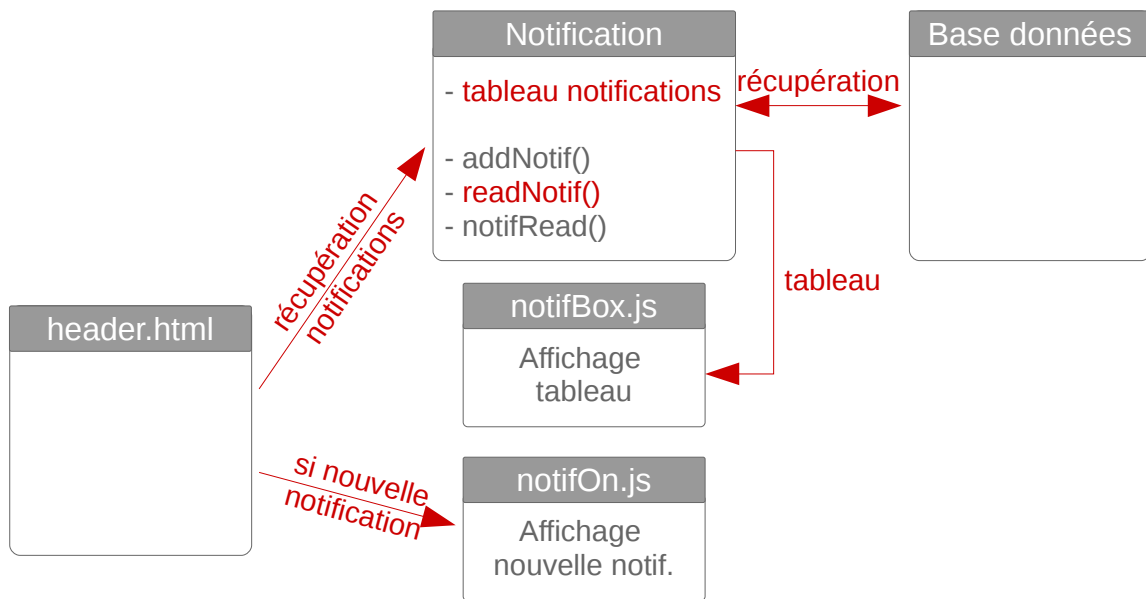 Notification
- tableau notifications
- addNotif()
- readNotif()
- notifRead()
récupération
Base données
tableau
récupération
notifications
header.html
notifBox.js
Affichage
tableau
si nouvelle
notification
notifOn.js
Affichage
nouvelle notif.